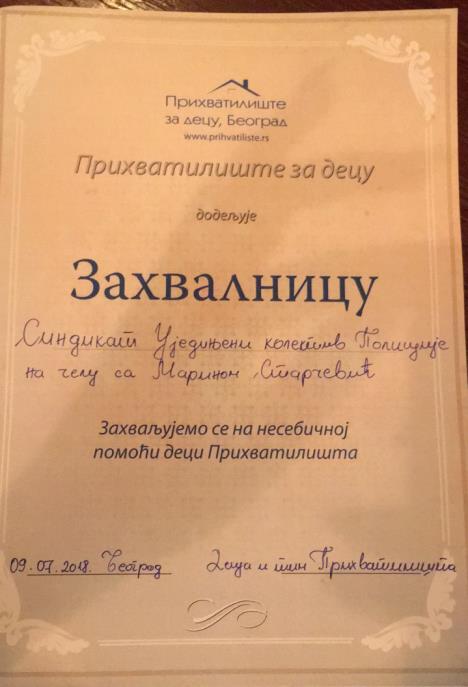 Прихватилиште
за децу, Београд
www.prihvatiliste.rs
Прихватилиште за децу
додељује
Захвалницу
Синдикат Уједињени колектив Полиције
на челу са Марином Старчевић
Захваљујемо се на несебичној
помоћи деци Прихватилишта
09.07.2018. Београд
Деца и тим Прихватилишта